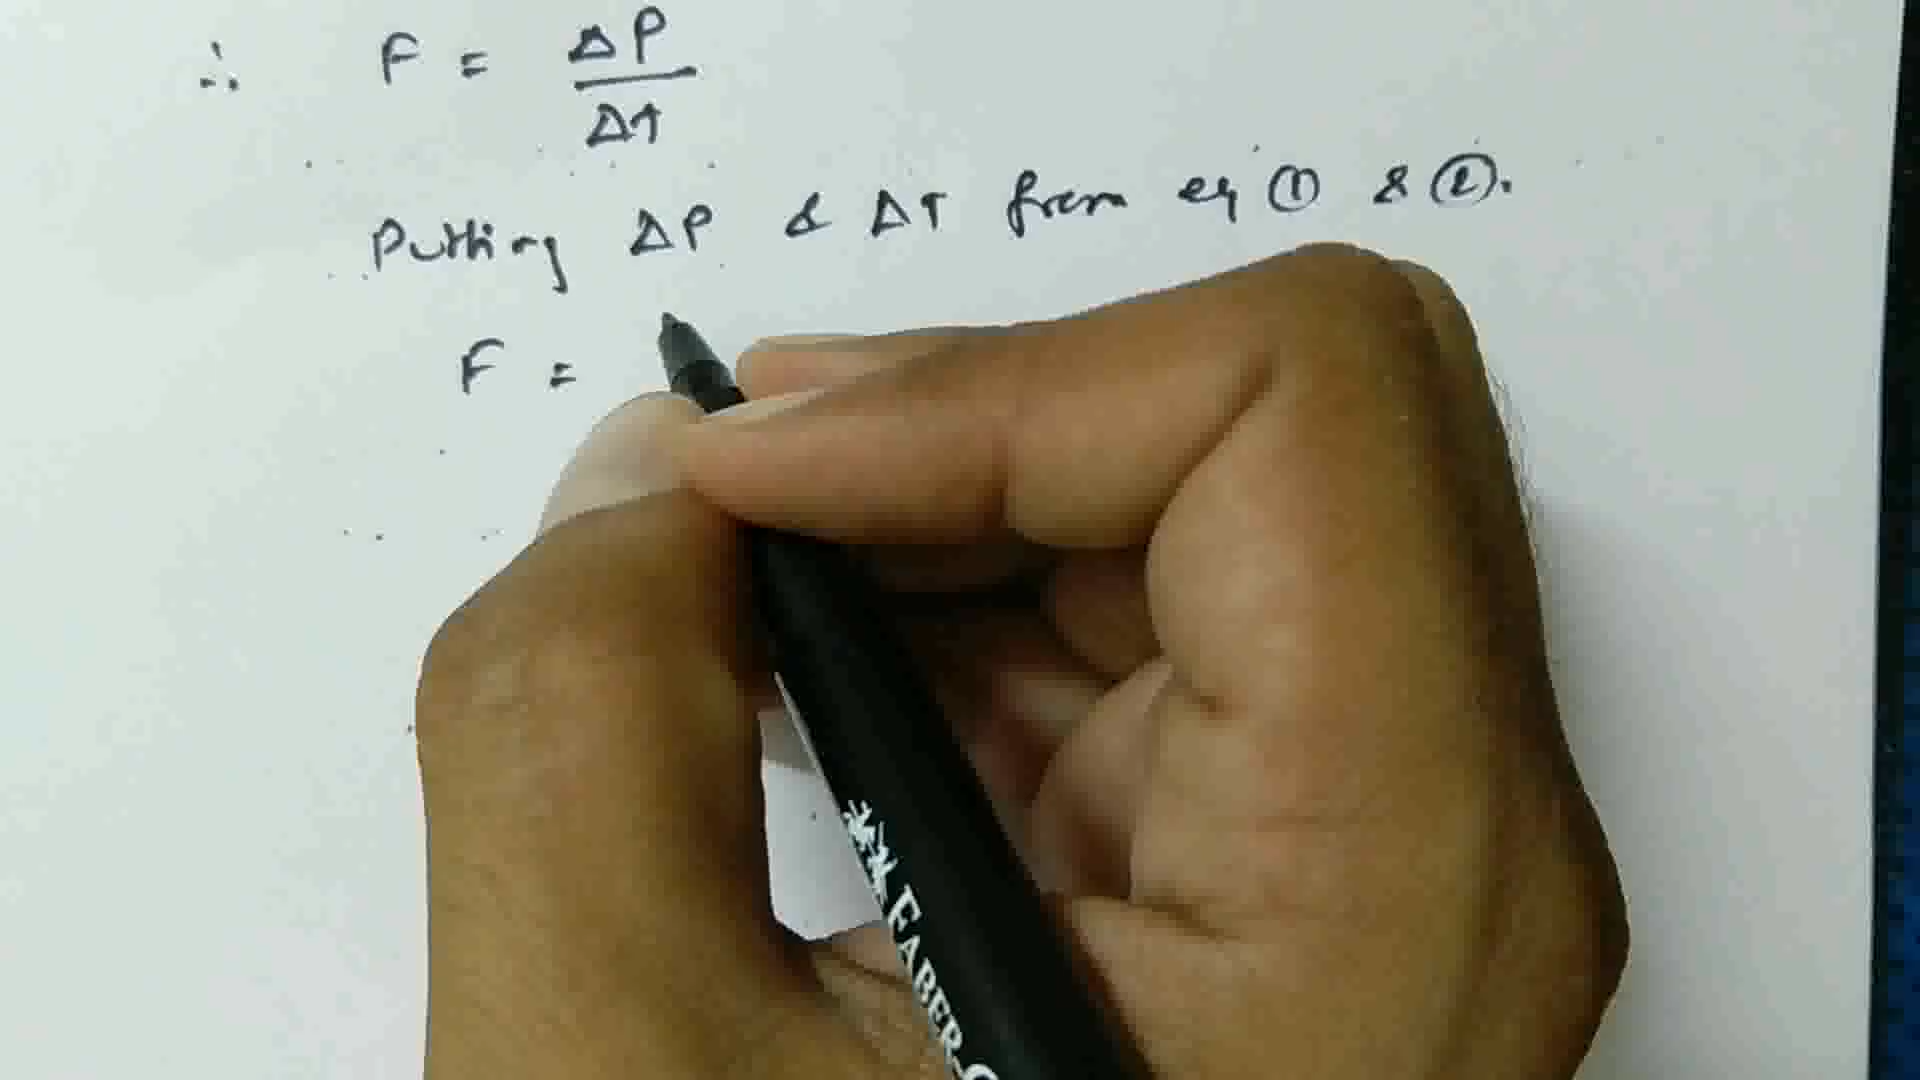 ∴ F = ΔP / Δt
Putting ΔP & Δt from eq ① & ②.
F =
FABER-C